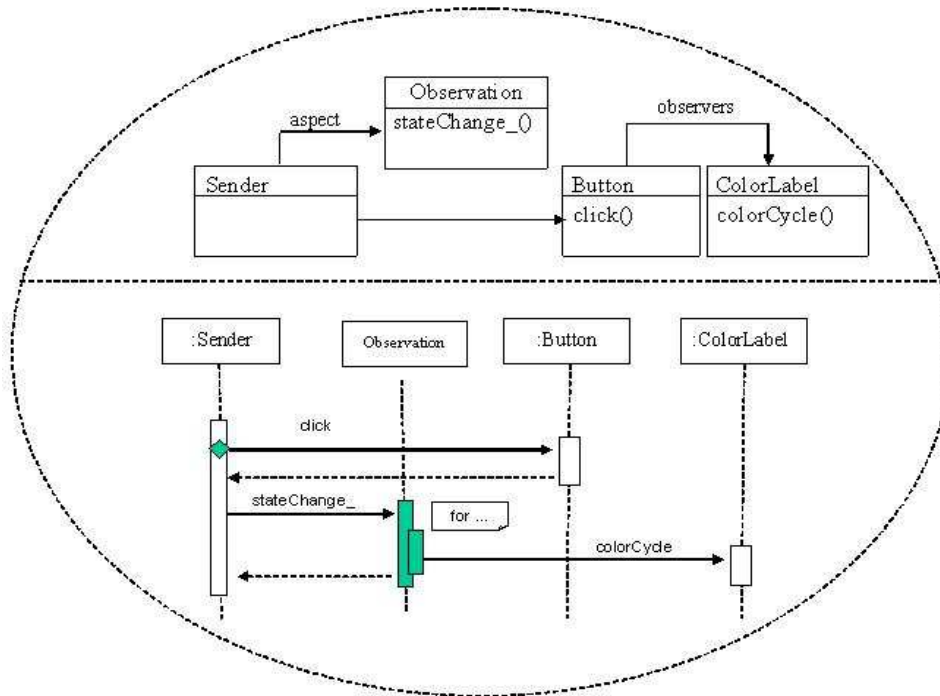 Observation
stateChange_()
aspect
observers
Sender
Button
click()
ColorLabel
colorCycle()
:Sender
Observation
:Button
:ColorLabel
click
stateChange_
for ...
colorCycle